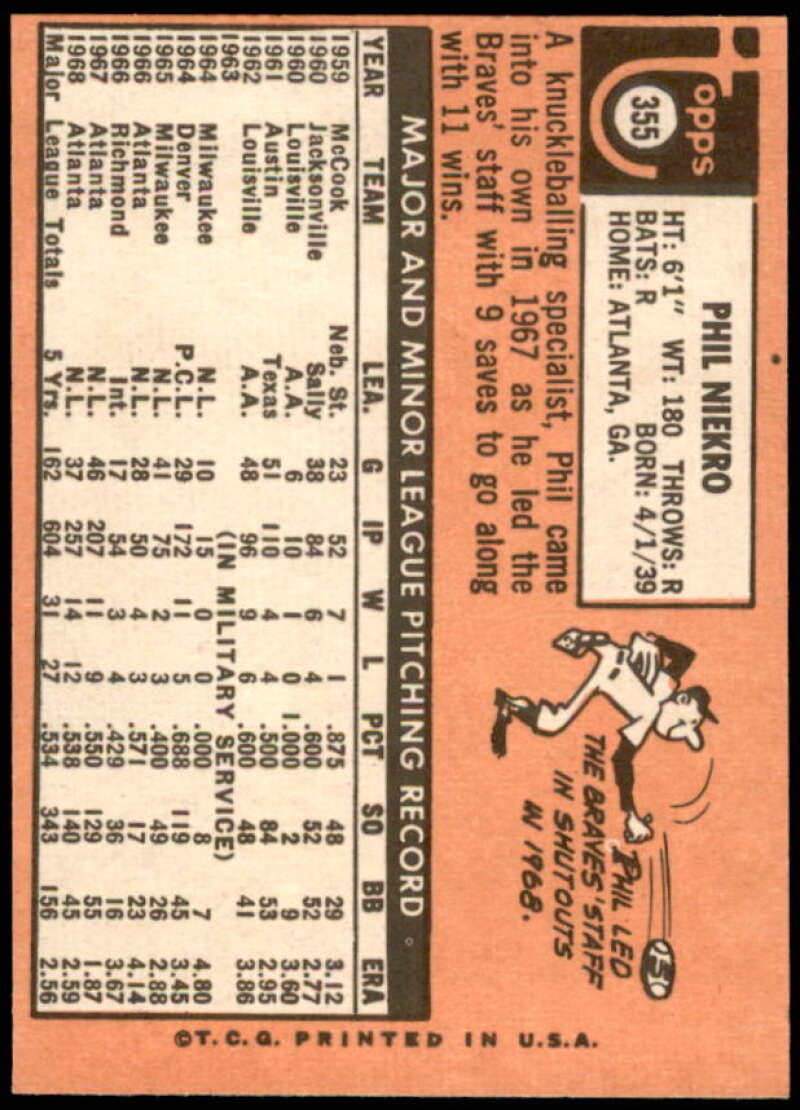 Topps
355
PHIL NIEKRO
HT: 6'1" WT: 180 THROWS: R
BATS: R BORN: 4/1/39
HOME: ATLANTA, GA.
A knuckleballing specialist, Phil came
into his own in 1967 as he led the
Braves' staff with 9 saves to go along
with 11 wins.
PHIL LED
THE BRAVES' STAFF
IN SHUTOUTS
IN 1968.
5
MAJOR AND MINOR LEAGUE PITCHING RECORD
YEAR TEAM LEA. G IP W L PCT SO BB ERA
1959 McCook Neb. St. 23 52 7 1 .875 48 29 3.12
1960 Jacksonville Sally 38 84 6 4 .600 52 52 2.77
1960 Louisville A.A. 6 10 1 0 1.000 2 9 3.60
1961 Austin Texas 51 110 4 4 .500 84 53 2.95
1962 Louisville A.A. 48 96 9 6 .600 48 41 3.86
1963 (IN MILITARY SERVICE)
1964 Milwaukee N.L. 10 15 0 0 .000 8 7 4.80
1964 Denver P.C.L. 29 172 11 5 .688 119 45 3.45
1965 Milwaukee N.L. 41 75 2 3 .400 49 26 2.88
1966 Atlanta N.L. 28 50 4 3 .571 17 23 4.14
1966 Richmond Int. 17 54 3 4 .429 36 16 3.67
1967 Atlanta N.L. 46 207 11 9 .550 129 55 1.87
1968 Atlanta N.L. 37 257 14 12 .538 140 45 2.59
Major League Totals 5 Yrs. 162 604 31 27 .534 343 156 2.56
©T.C.G. PRINTED IN U.S.A.